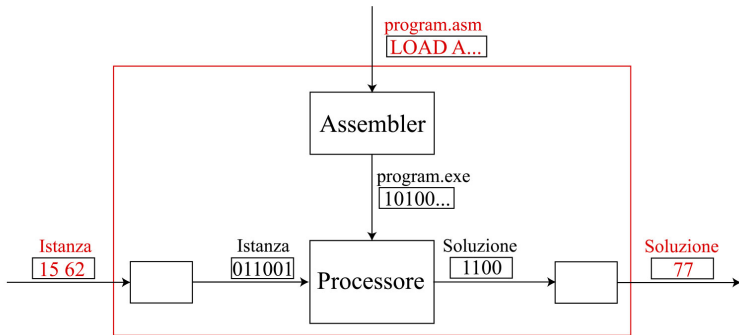 program.asm
LOAD A...
Assembler
program.exe
10100...
Istanza
15 62
Istanza
011001
Processore
Soluzione
1100
Soluzione
77